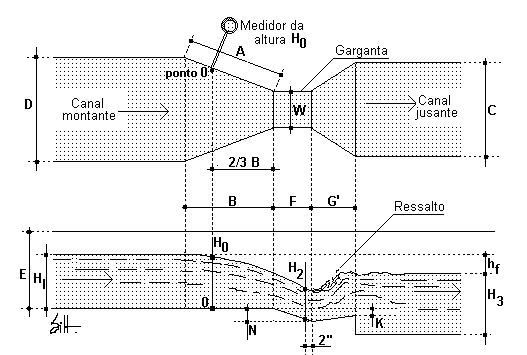 Medidor da
altura H0
A
Garganta
ponto 0
D
Canal
montante
W
Canal
jusante
C
2/3 B
B
F
G'
Ressalto
H0
E
H2
hf
H1
H3
0
N
K
2"